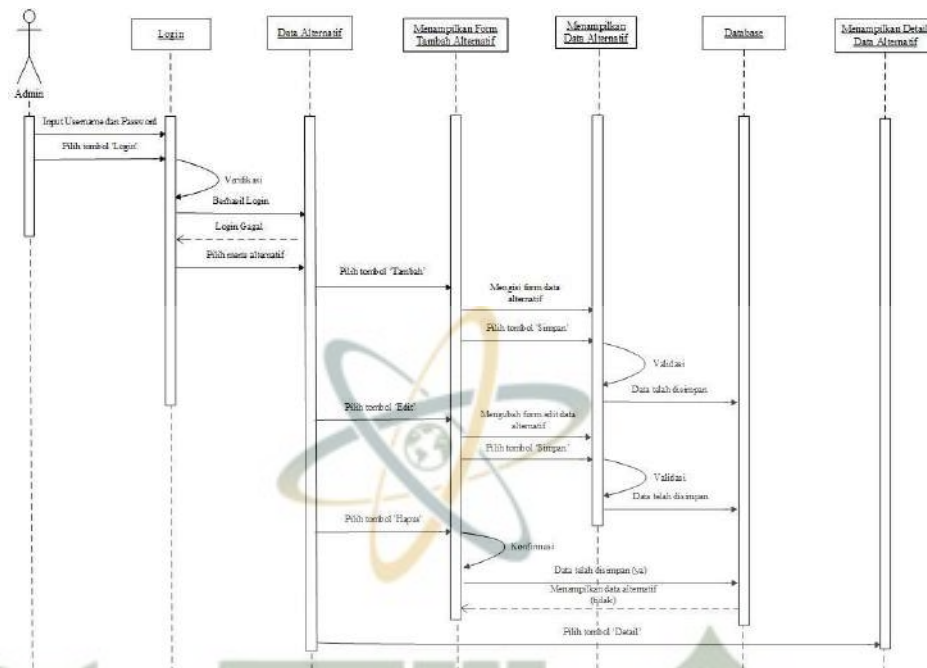 Login
Data Alternatif
Menampilkan Form
Tambah Alternatif
Menampilkan
Data Alternatif
Database
Menampilkan Detail
Data Alternatif
Admin
Input Username dan Password
Pilih tombol 'Login'
Verifikasi
Berhasil Login
Login Gagal
Pilih menu alternatif
Pilih tombol 'Tambah'
Mengisi form data
alternatif
Pilih tombol 'Simpan'
Validasi
Data telah disimpan
Pilih tombol 'Edit'
Mengubah form edit data
alternatif
Pilih tombol 'Simpan'
Validasi
Data telah disimpan
Pilih tombol 'Hapus'
Konfirmasi
Data telah disimpan (ya)
Menampilkan data alternatif
(tidak)
Pilih tombol 'Detail'